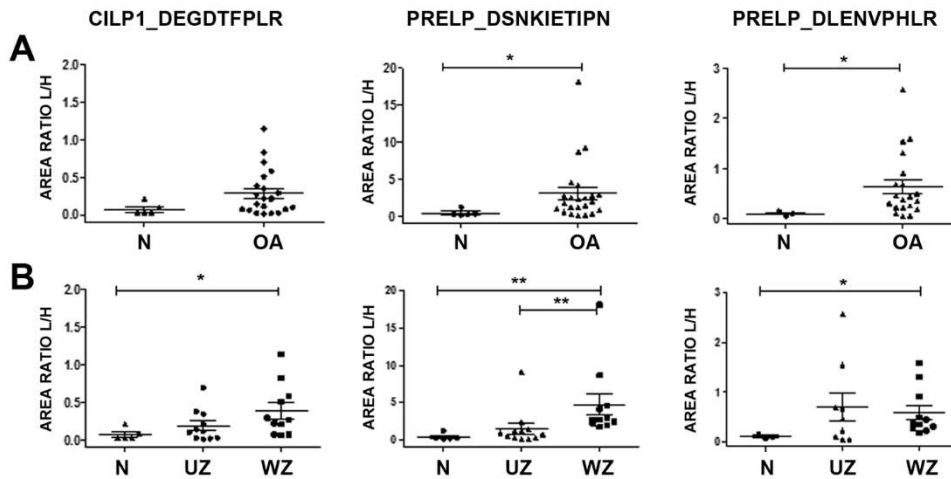 CILP1_DEGDTFPLR PRELP_DSNKIETIPN PRELP_DLENVPHLR
A
AREA RATIO L/H
2.0
1.5
1.0
0.5
0.0
N OA
AREA RATIO L/H
20
15
10
5
0
*
N OA
AREA RATIO L/H
3
2
1
0
*
N OA
B
AREA RATIO L/H
2.0
1.5
1.0
0.5
0.0
*
N UZ WZ
AREA RATIO L/H
20
15
10
5
0
**
**
N UZ WZ
AREA RATIO L/H
3
2
1
0
*
N UZ WZ